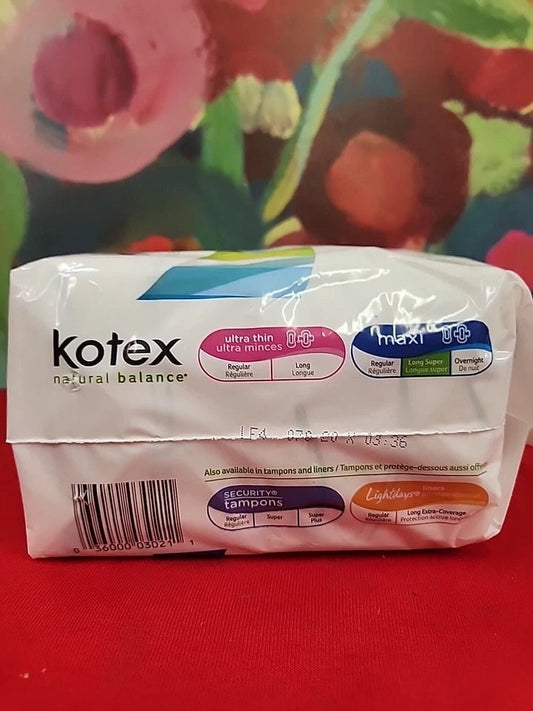 kotex
natural balance®
ultra thin
ultra minces
Regular
Régulière
Long
Longue
maxi
Regular
Régulière
Long Super
Longue super
Overnight
De nuit
Also available in tampons and liners / Tampons et protège-dessous aussi
SECURITY®
tampons
Regular
Régulière
Super
Super
Plus
Lightdays® liners
Regular
Régulière
Long Extra-Coverage
Protection accrue
0 36000 03021 1